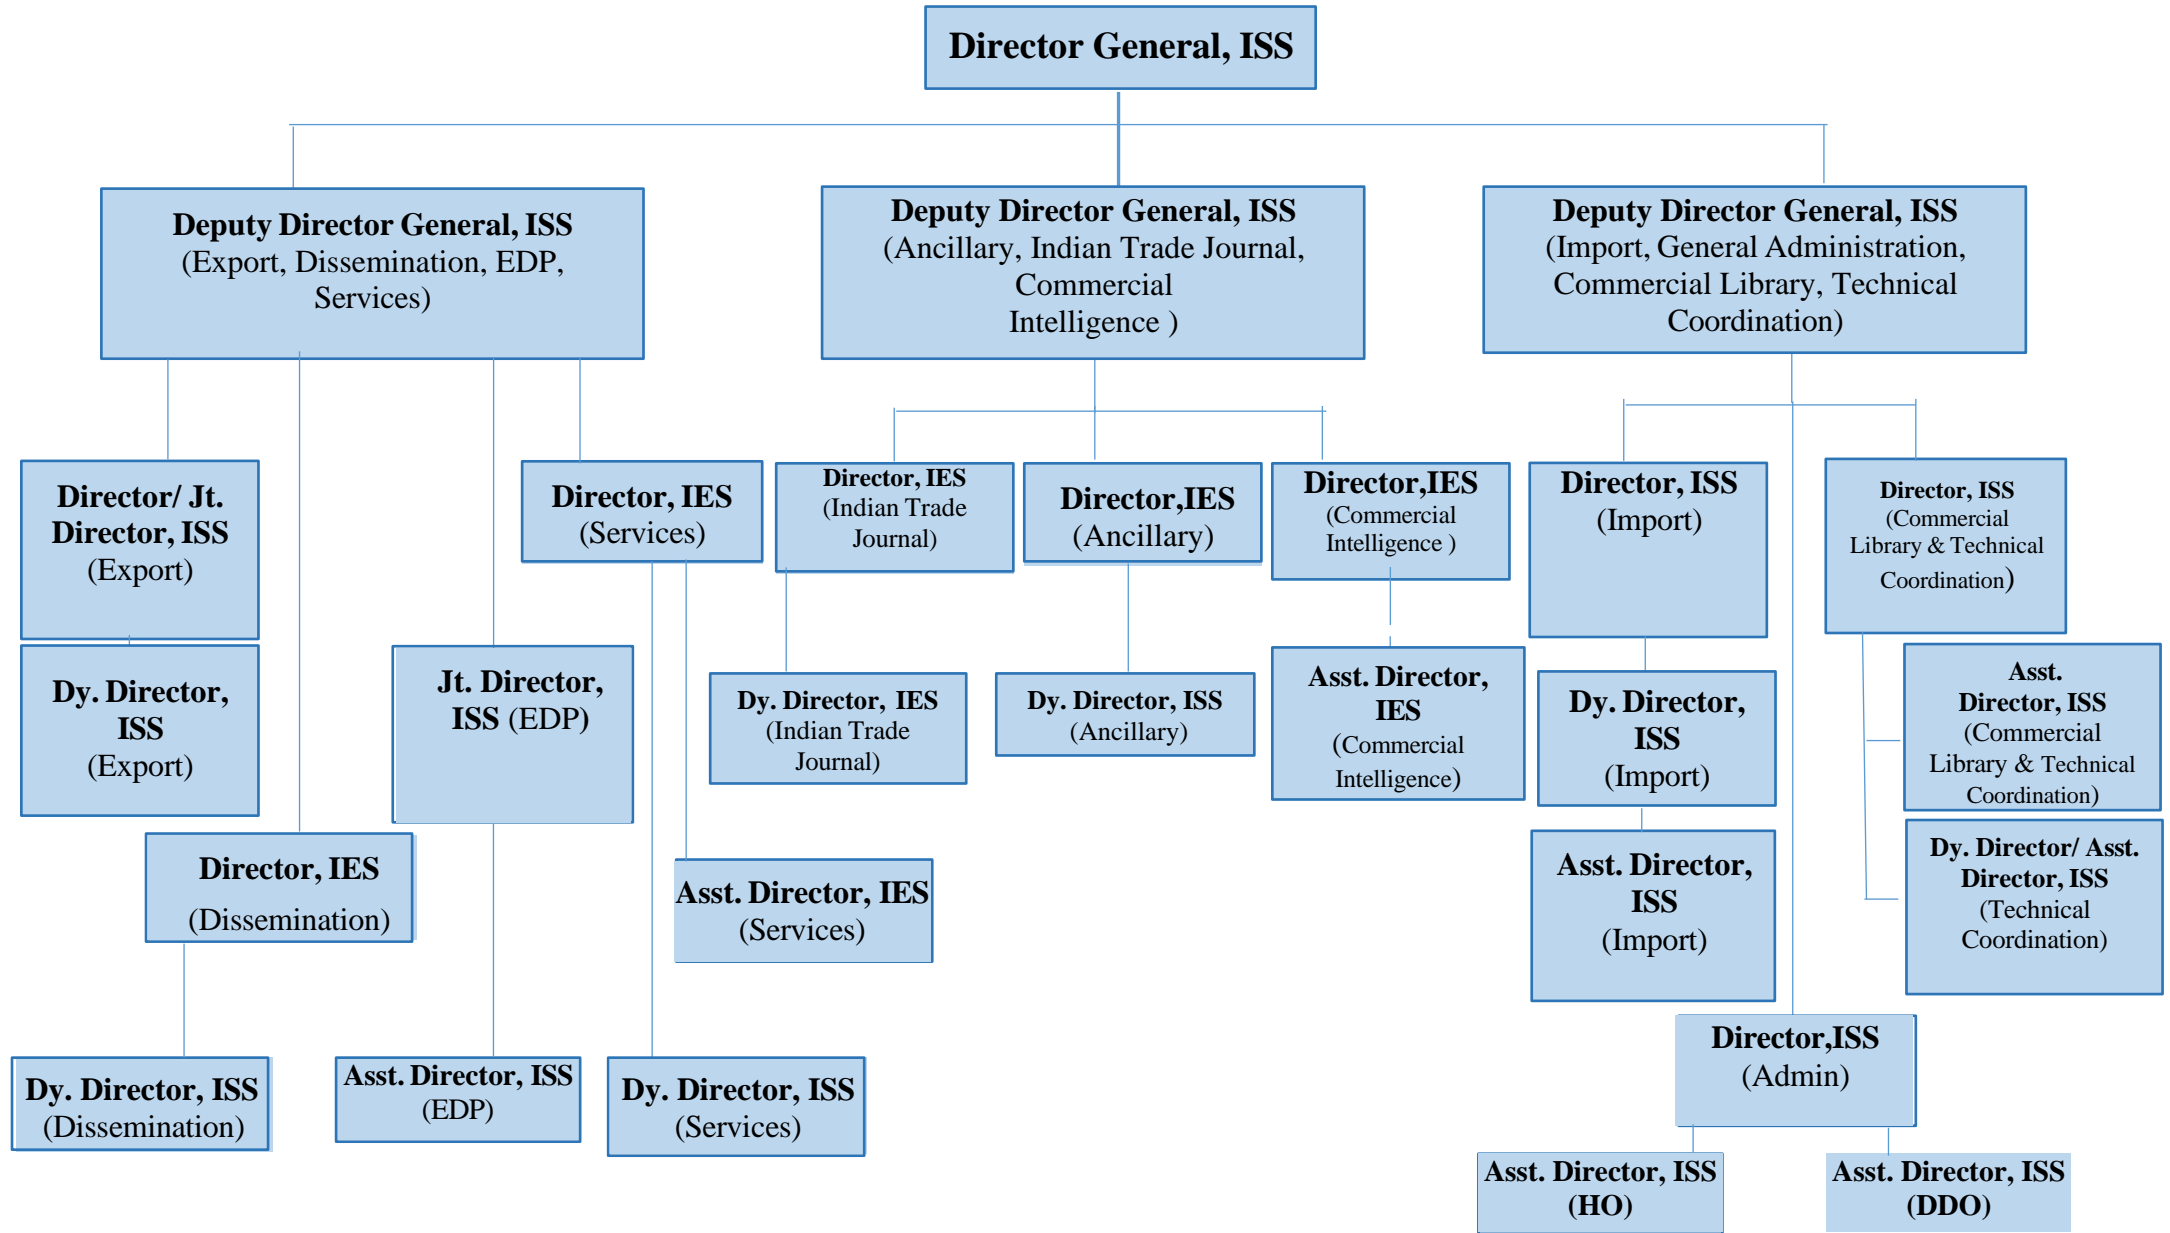 Director General, ISS
Deputy Director General, ISS
(Export, Dissemination, EDP,
Services)
Deputy Director General, ISS
(Ancillary, Indian Trade Journal,
Commercial
Intelligence )
Deputy Director General, ISS
(Import, General Administration,
Commercial Library, Technical
Coordination)
Director/ Jt.
Director, ISS
(Export)
Director, IES
(Services)
Director, IES
(Indian Trade
Journal)
Director,IES
(Ancillary)
Director,IES
(Commercial
Intelligence )
Director, ISS
(Import)
Director, ISS
(Commercial
Library & Technical
Coordination)
Dy. Director,
ISS
(Export)
Jt. Director,
ISS (EDP)
Dy. Director, IES
(Indian Trade
Journal)
Dy. Director, ISS
(Ancillary)
Asst. Director,
IES
(Commercial
Intelligence)
Dy. Director,
ISS
(Import)
Asst.
Director, ISS
(Commercial
Library & Technical
Coordination)
Director, IES
(Dissemination)
Asst. Director, IES
(Services)
Asst. Director,
ISS
(Import)
Dy. Director/ Asst.
Director, ISS
(Technical
Coordination)
Dy. Director, ISS
(Dissemination)
Asst. Director, ISS
(EDP)
Dy. Director, ISS
(Services)
Director,ISS
(Admin)
Asst. Director, ISS
(HO)
Asst. Director, ISS
(DDO)